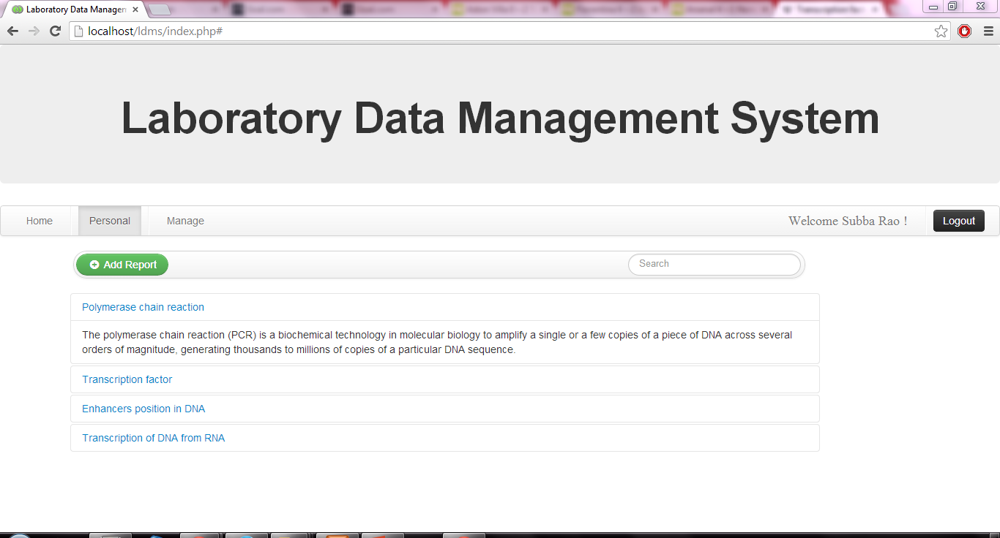 Laboratory Data Managen
localhost/ldms/index.php#
Laboratory Data Management System
Home
Personal
Manage
Welcome Subba Rao !
Logout
Add Report
Search
Polymerase chain reaction
The polymerase chain reaction (PCR) is a biochemical technology in molecular biology to amplify a single or a few copies of a piece of DNA across several
orders of magnitude, generating thousands to millions of copies of a particular DNA sequence.
Transcription factor
Enhancers position in DNA
Transcription of DNA from RNA